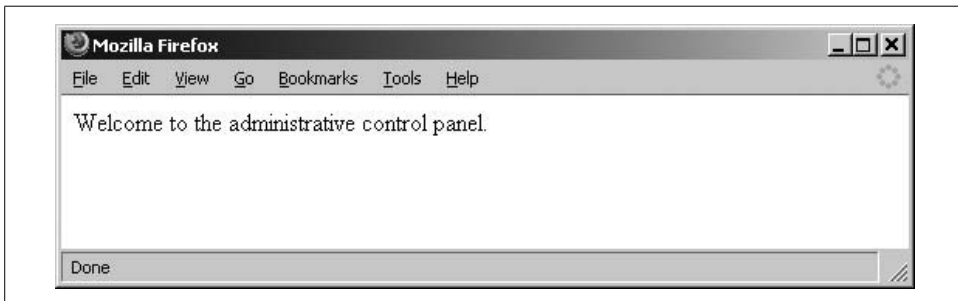 Mozilla Firefox
File Edit View Go Bookmarks Tools Help
Welcome to the administrative control panel.
Done